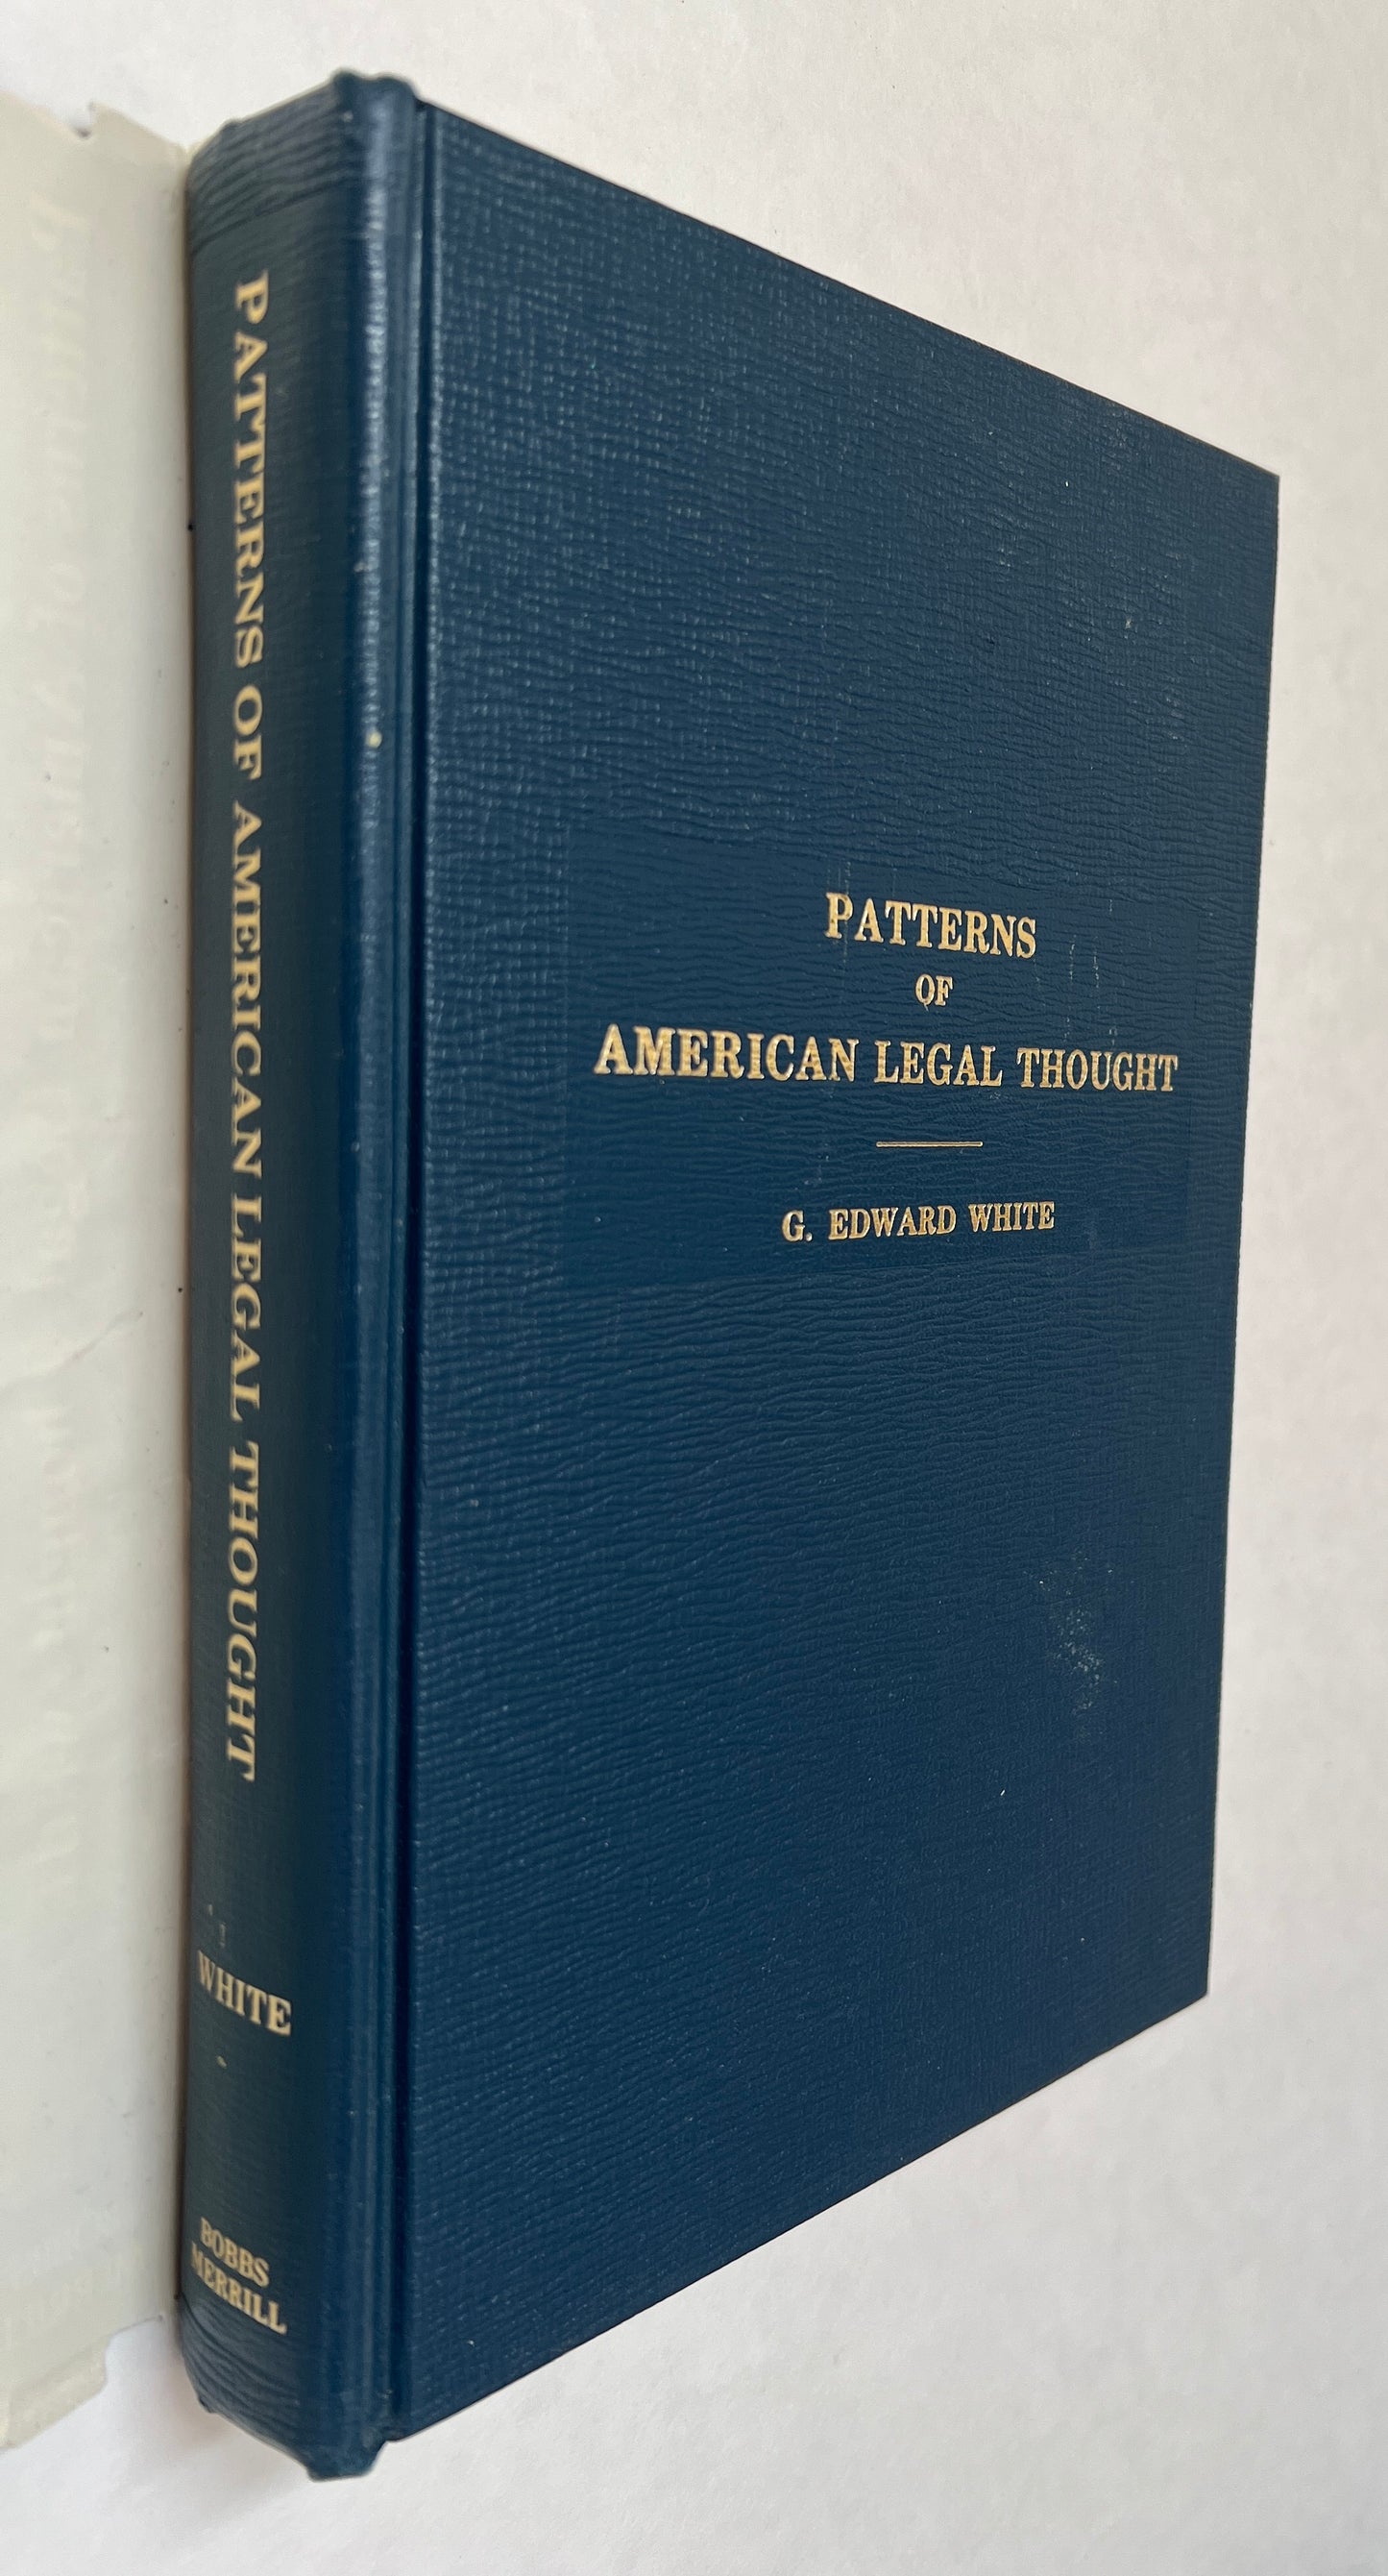 PATTERNS OF AMERICAN LEGAL THOUGHT
WHITE
BOBBS
MERRILL
PATTERNS
OF
AMERICAN LEGAL THOUGHT
G. EDWARD WHITE